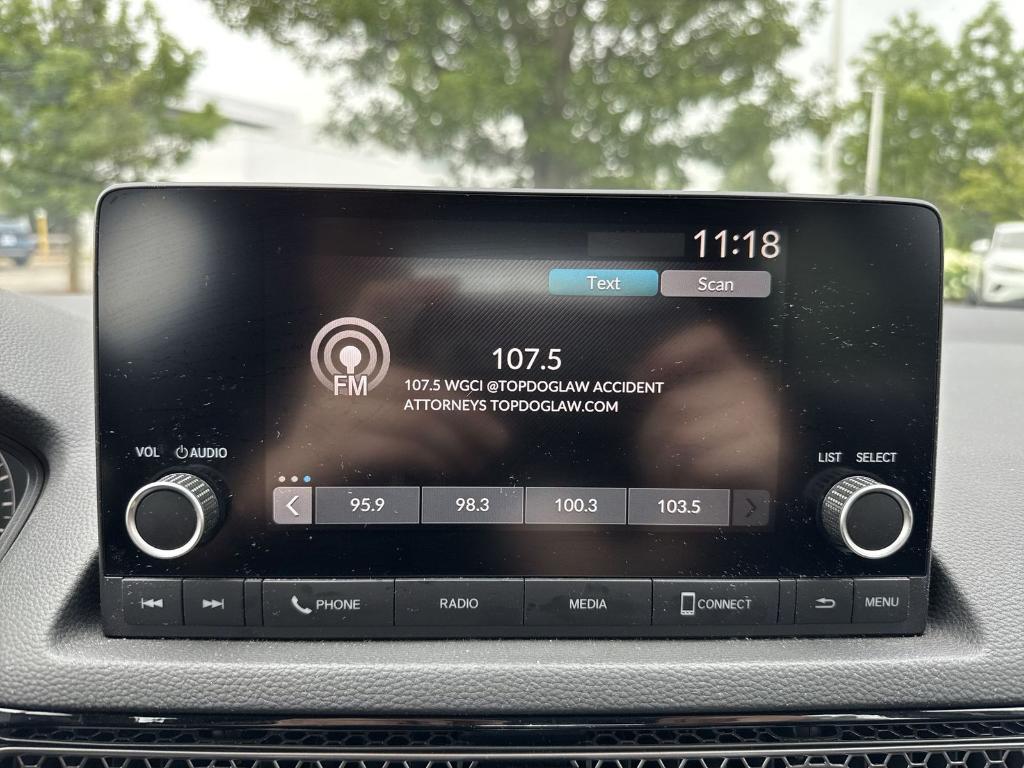 11:18
Text Scan
107.5
FM
107.5 WGCI @TOPDOGLAW ACCIDENT
ATTORNEYS TOPDOGLAW.COM
VOL AUDIO
LIST SELECT
95.9 98.3 100.3 103.5
PHONE RADIO MEDIA CONNECT MENU